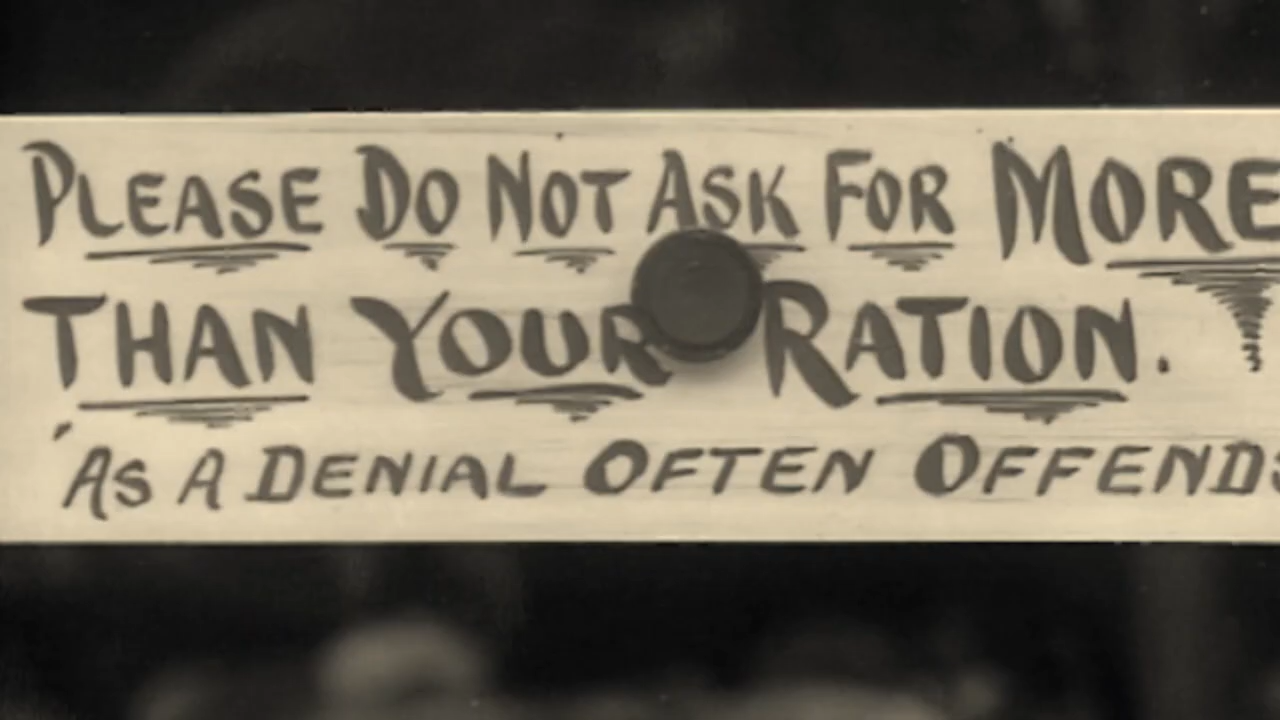 Please Do Not Ask For More
Than Your Ration.
'As A Denial Often Offends